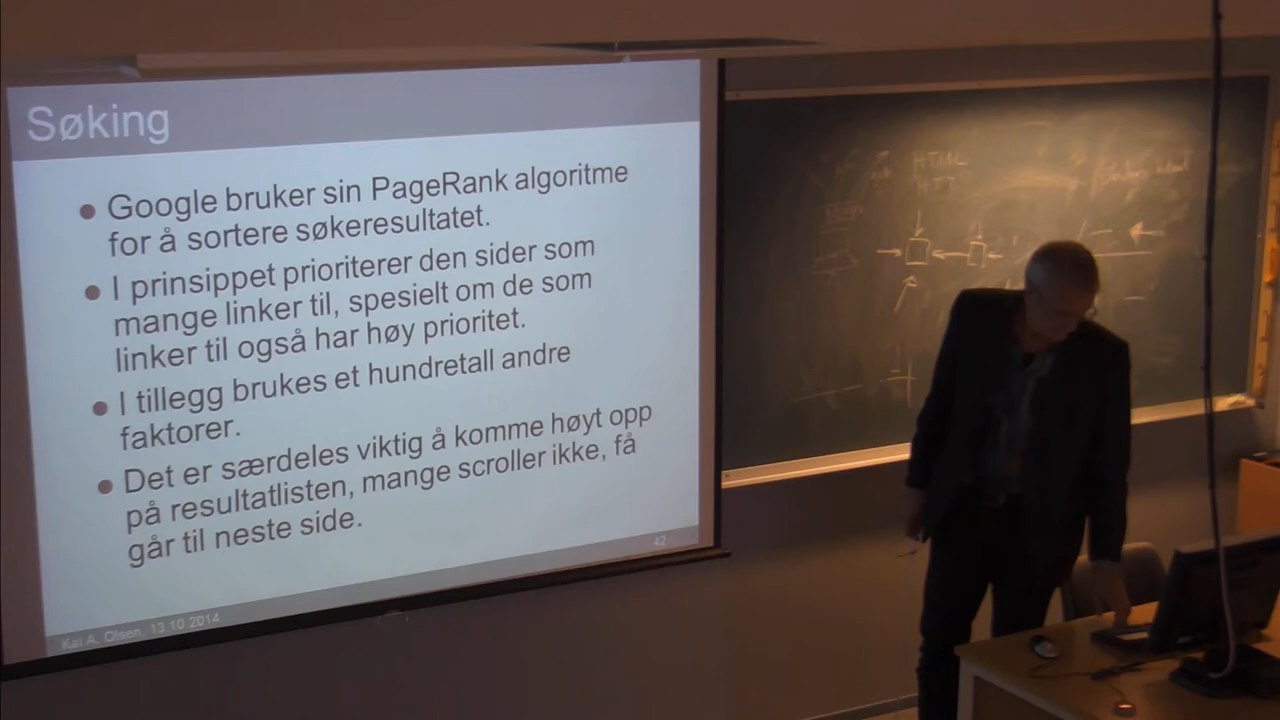 Søking
Google bruker sin PageRank algoritme
for å sortere søkeresultatet.
I prinsippet prioriterer den sider som
mange linker til, spesielt om de som
linker til også har høy prioritet.
I tillegg brukes et hundretall andre
faktorer.
Det er særdeles viktig å komme høyt opp
på resultatlisten, mange scroller ikke, få
går til neste side.
42
Kai A. Olsen, 13.10.2014
HTML